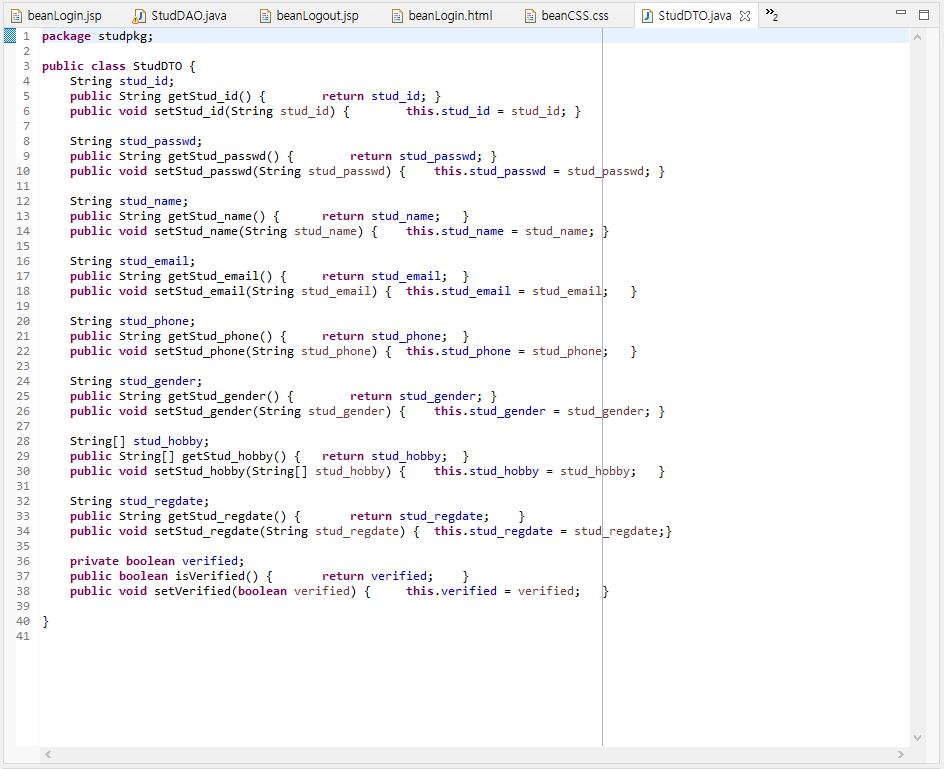 beanLogin.jsp StudDAO.java beanLogout.jsp beanLogin.html beanCSS.css StudDTO.java »2
1 package studpkg;
2
3 public class StudDTO {
4 String stud_id;
5 public String getStud_id() { return stud_id; }
6 public void setStud_id(String stud_id) { this.stud_id = stud_id; }
7
8 String stud_passwd;
9 public String getStud_passwd() { return stud_passwd; }
10 public void setStud_passwd(String stud_passwd) { this.stud_passwd = stud_passwd; }
11
12 String stud_name;
13 public String getStud_name() { return stud_name; }
14 public void setStud_name(String stud_name) { this.stud_name = stud_name; }
15
16 String stud_email;
17 public String getStud_email() { return stud_email; }
18 public void setStud_email(String stud_email) { this.stud_email = stud_email; }
19
20 String stud_phone;
21 public String getStud_phone() { return stud_phone; }
22 public void setStud_phone(String stud_phone) { this.stud_phone = stud_phone; }
23
24 String stud_gender;
25 public String getStud_gender() { return stud_gender; }
26 public void setStud_gender(String stud_gender) { this.stud_gender = stud_gender; }
27
28 String[] stud_hobby;
29 public String[] getStud_hobby() { return stud_hobby; }
30 public void setStud_hobby(String[] stud_hobby) { this.stud_hobby = stud_hobby; }
31
32 String stud_regdate;
33 public String getStud_regdate() { return stud_regdate; }
34 public void setStud_regdate(String stud_regdate) { this.stud_regdate = stud_regdate;}
35
36 private boolean verified;
37 public boolean isVerified() { return verified; }
38 public void setVerified(boolean verified) { this.verified = verified; }
39
40 }
41